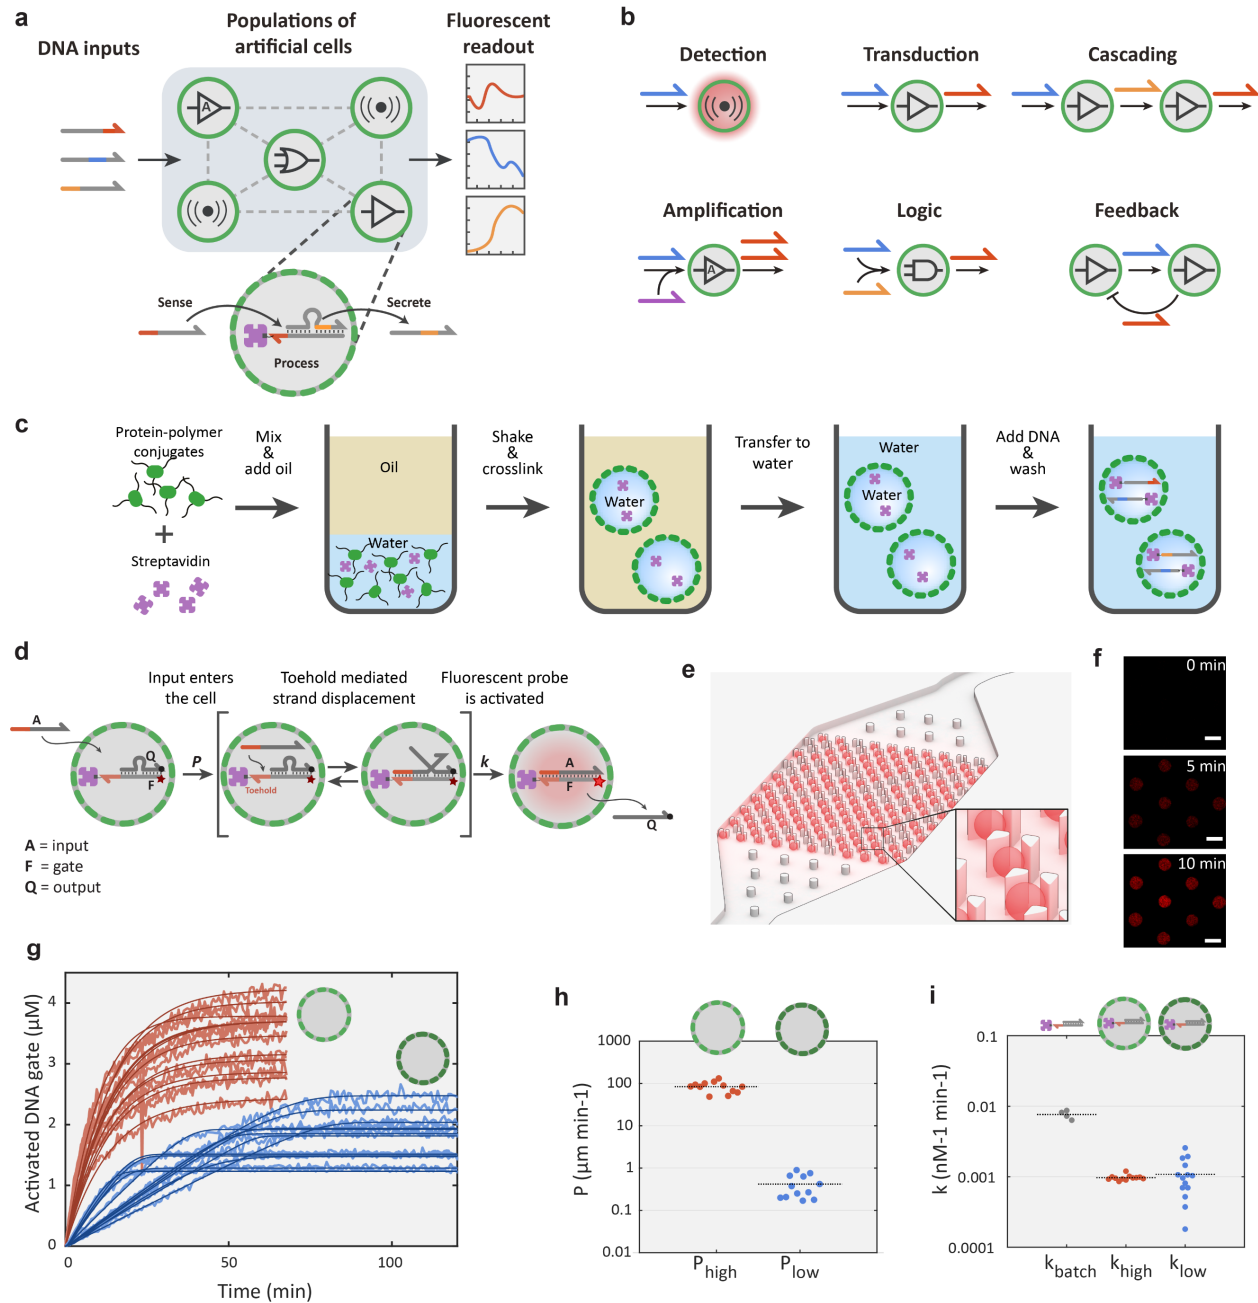 a
DNA inputs
Populations of
artificial cells
Fluorescent
readout
A
Sense
Secrete
Process
b
Detection
Transduction
Cascading
Amplification
Logic
Feedback
A
c
Protein-polymer
conjugates
+
Streptavidin
Mix
&
add oil
Oil
Water
Shake
&
crosslink
Water
Transfer to
water
Water
Water
Add DNA
&
wash
d
Input enters
the cell
Toehold mediated
strand displacement
Fluorescent probe
is activated
A
Q
F
P
Toehold
k
A
F
Q
A = input
F = gate
Q = output
e
f
0 min
5 min
10 min
g
Activated DNA gate (µM)
4
3
2
1
0
0
50
100
Time (min)
h
P (µm min-1)
1000
100
10
1
0.1
0.01
Phigh
Plow
i
k (nM-1 min-1)
0.1
0.01
0.001
0.0001
kbatch
khigh
klow